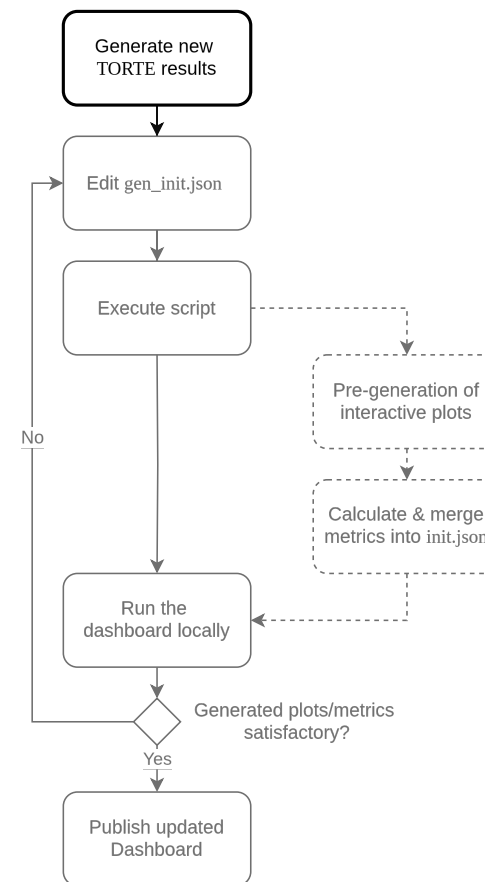 Generate new
TORTE results
Edit gen_init.json
Execute script
Pre-generation of
interactive plots
No
Calculate & merge
metrics into init.json
Run the
dashboard locally
Generated plots/metrics
satisfactory?
Yes
Publish updated
Dashboard